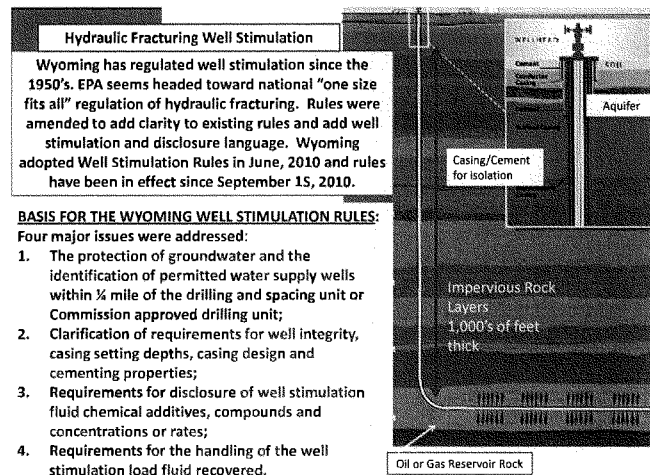 Hydraulic Fracturing Well Stimulation
Wyoming has regulated well stimulation since the
1950's. EPA seems headed toward national "one size
fits all" regulation of hydraulic fracturing. Rules were
amended to add clarity to existing rules and add well
stimulation and disclosure language. Wyoming
adopted Well Stimulation Rules in June, 2010 and rules
have been in effect since September 15, 2010.
BASIS FOR THE WYOMING WELL STIMULATION RULES:
Four major issues were addressed:
1. The protection of groundwater and the
identification of permitted water supply wells
within ¼ mile of the drilling and spacing unit or
Commission approved drilling unit;
2. Clarification of requirements for well integrity,
casing setting depths, casing design and
cementing properties;
3. Requirements for disclosure of well stimulation
fluid chemical additives, compounds and
concentrations or rates;
4. Requirements for the handling of the well
stimulation load fluid recovered.
WELLHEAD
Cement
Conductor
Casing
SOIL
Aquifer
Casing/Cement
for isolation
Impervious Rock
Layers
1,000's of feet
thick
Oil or Gas Reservoir Rock